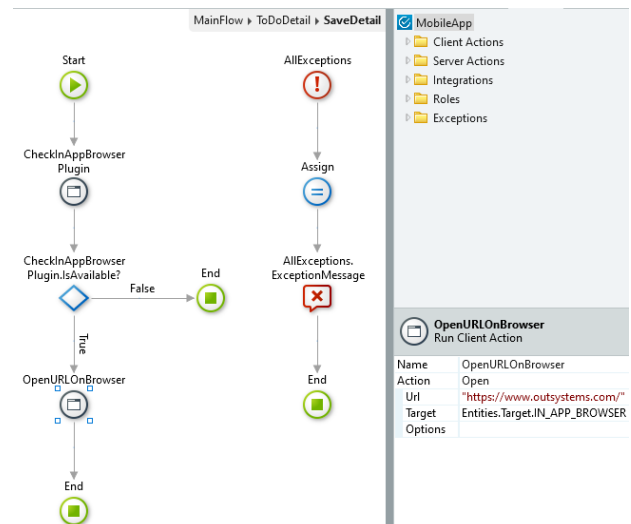 MainFlow ▸ ToDoDetail ▸ SaveDetail
Start
CheckInAppBrowser
Plugin
CheckInAppBrowser
Plugin.IsAvailable?
False
End
True
OpenURLOnBrowser
End
AllExceptions
Assign
AllExceptions.
ExceptionMessage
End
MobileApp
Client Actions
Server Actions
Integrations
Roles
Exceptions
OpenURLOnBrowser
Run Client Action
Name OpenURLOnBrowser
Action Open
Url "https://www.outsystems.com/"
Target Entities.Target.IN_APP_BROWSER
Options